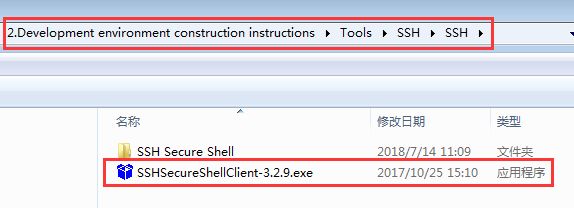 2.Development environment construction instructions ▸ Tools ▸ SSH ▸ SSH ▸
名称 修改日期 类型
SSH Secure Shell 2018/7/14 11:09 文件夹
SSHSecureShellClient-3.2.9.exe 2017/10/25 15:10 应用程序